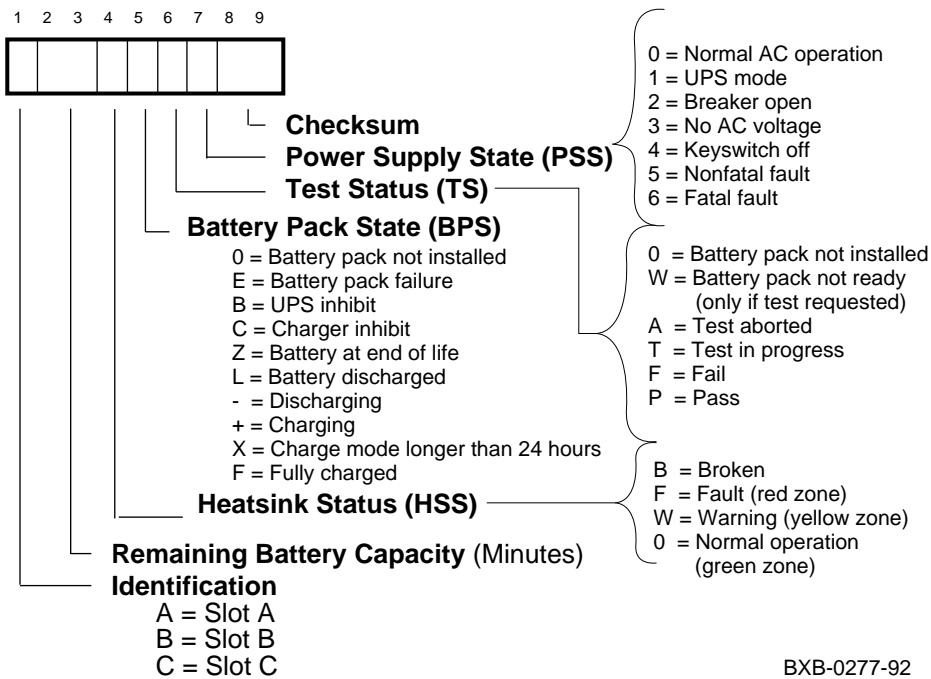 1 2 3 4 5 6 7 8 9
Checksum
Power Supply State (PSS)
0 = Normal AC operation
1 = UPS mode
2 = Breaker open
3 = No AC voltage
4 = Keyswitch off
5 = Nonfatal fault
6 = Fatal fault
Test Status (TS)
0 = Battery pack not installed
W = Battery pack not ready
(only if test requested)
A = Test aborted
T = Test in progress
F = Fail
P = Pass
Battery Pack State (BPS)
0 = Battery pack not installed
E = Battery pack failure
B = UPS inhibit
C = Charger inhibit
Z = Battery at end of life
L = Battery discharged
- = Discharging
+ = Charging
X = Charge mode longer than 24 hours
F = Fully charged
Heatsink Status (HSS)
B = Broken
F = Fault (red zone)
W = Warning (yellow zone)
0 = Normal operation
(green zone)
Remaining Battery Capacity (Minutes)
Identification
A = Slot A
B = Slot B
C = Slot C
BXB-0277-92